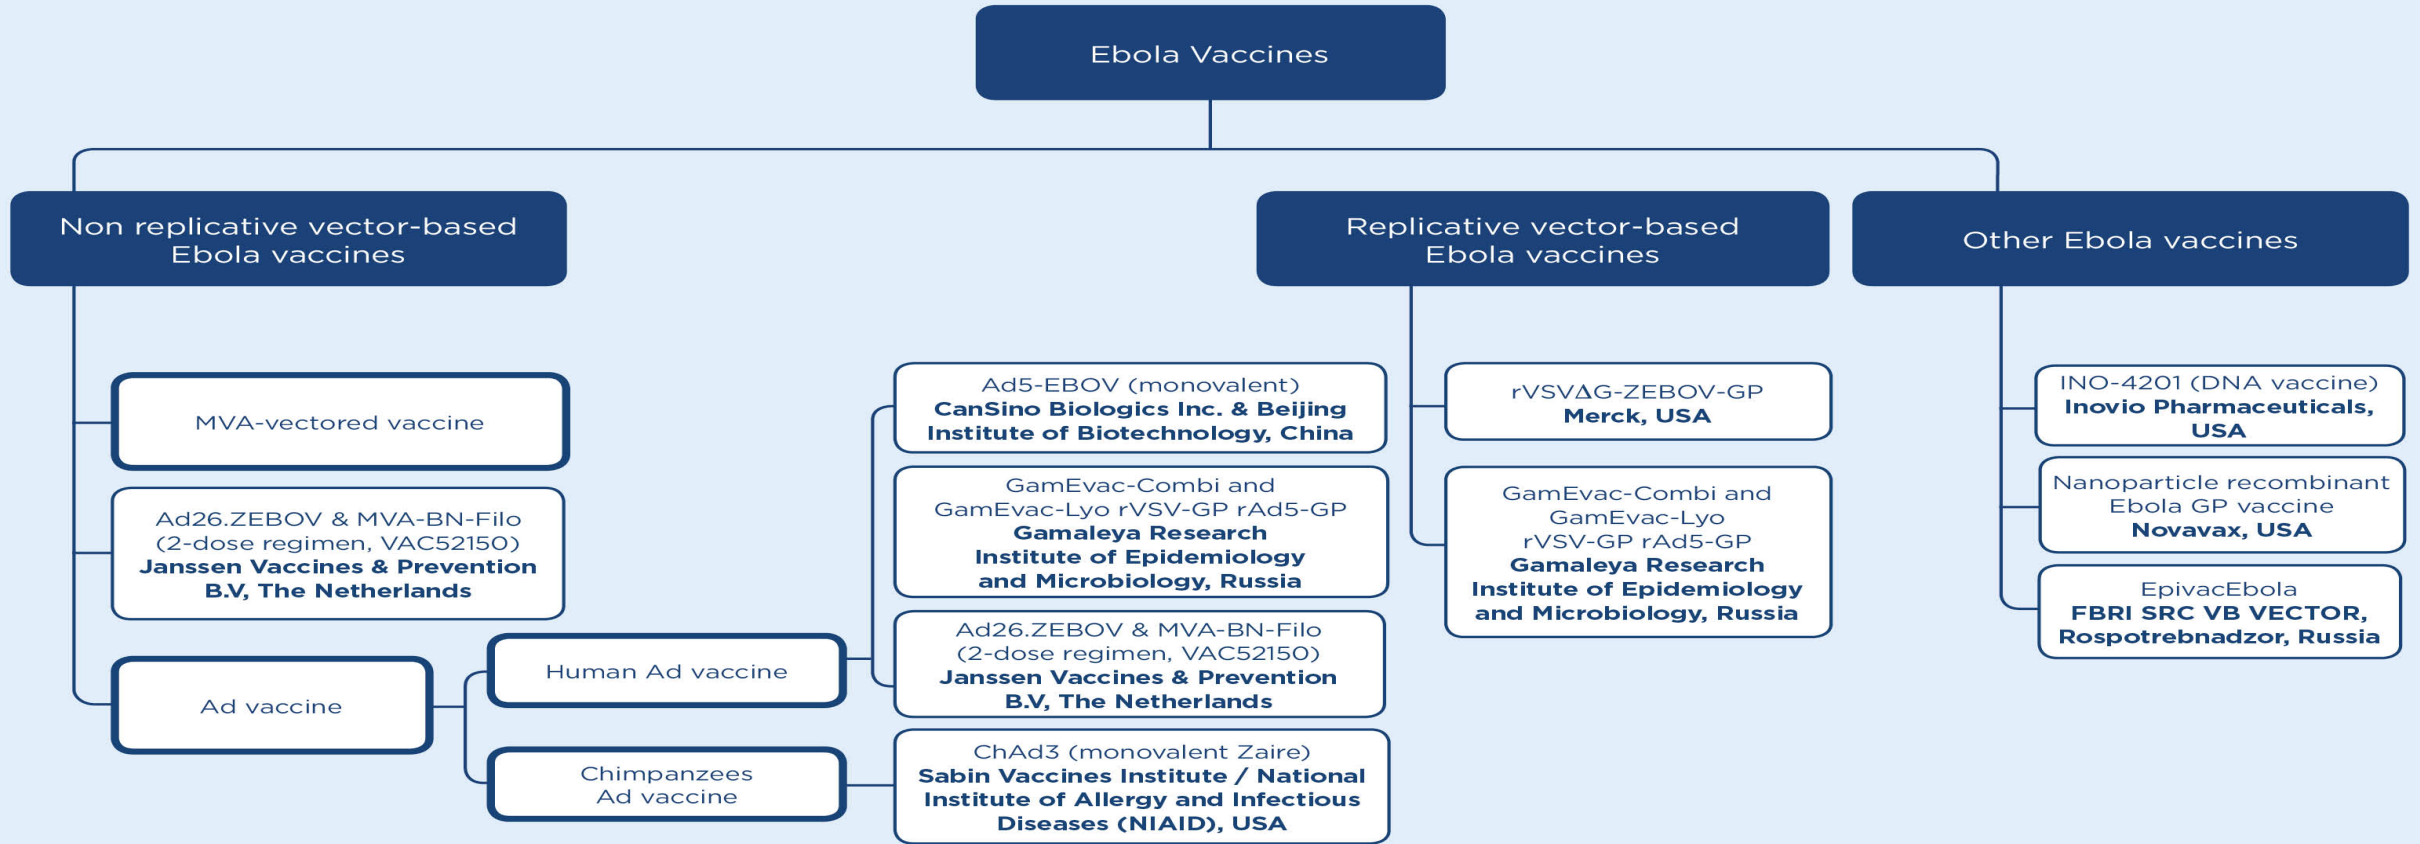 Ebola Vaccines
Non replicative vector-based
Ebola vaccines
Replicative vector-based
Ebola vaccines
Other Ebola vaccines
MVA-vectored vaccine
Ad26.ZEBOV & MVA-BN-Filo
(2-dose regimen, VAC52150)
Janssen Vaccines & Prevention
B.V, The Netherlands
Ad vaccine
Human Ad vaccine
Chimpanzees
Ad vaccine
Ad5-EBOV (monovalent)
CanSino Biologics Inc. & Beijing
Institute of Biotechnology, China
GamEvac-Combi and
GamEvac-Lyo rVSV-GP rAd5-GP
Gamaleya Research
Institute of Epidemiology
and Microbiology, Russia
Ad26.ZEBOV & MVA-BN-Filo
(2-dose regimen, VAC52150)
Janssen Vaccines & Prevention
B.V, The Netherlands
ChAd3 (monovalent Zaire)
Sabin Vaccines Institute / National
Institute of Allergy and Infectious
Diseases (NIAID), USA
rVSVΔG-ZEBOV-GP
Merck, USA
GamEvac-Combi and
GamEvac-Lyo
rVSV-GP rAd5-GP
Gamaleya Research
Institute of Epidemiology
and Microbiology, Russia
INO-4201 (DNA vaccine)
Inovio Pharmaceuticals,
USA
Nanoparticle recombinant
Ebola GP vaccine
Novavax, USA
EpivacEbola
FBRI SRC VB VECTOR,
Rospotrebnadzor, Russia